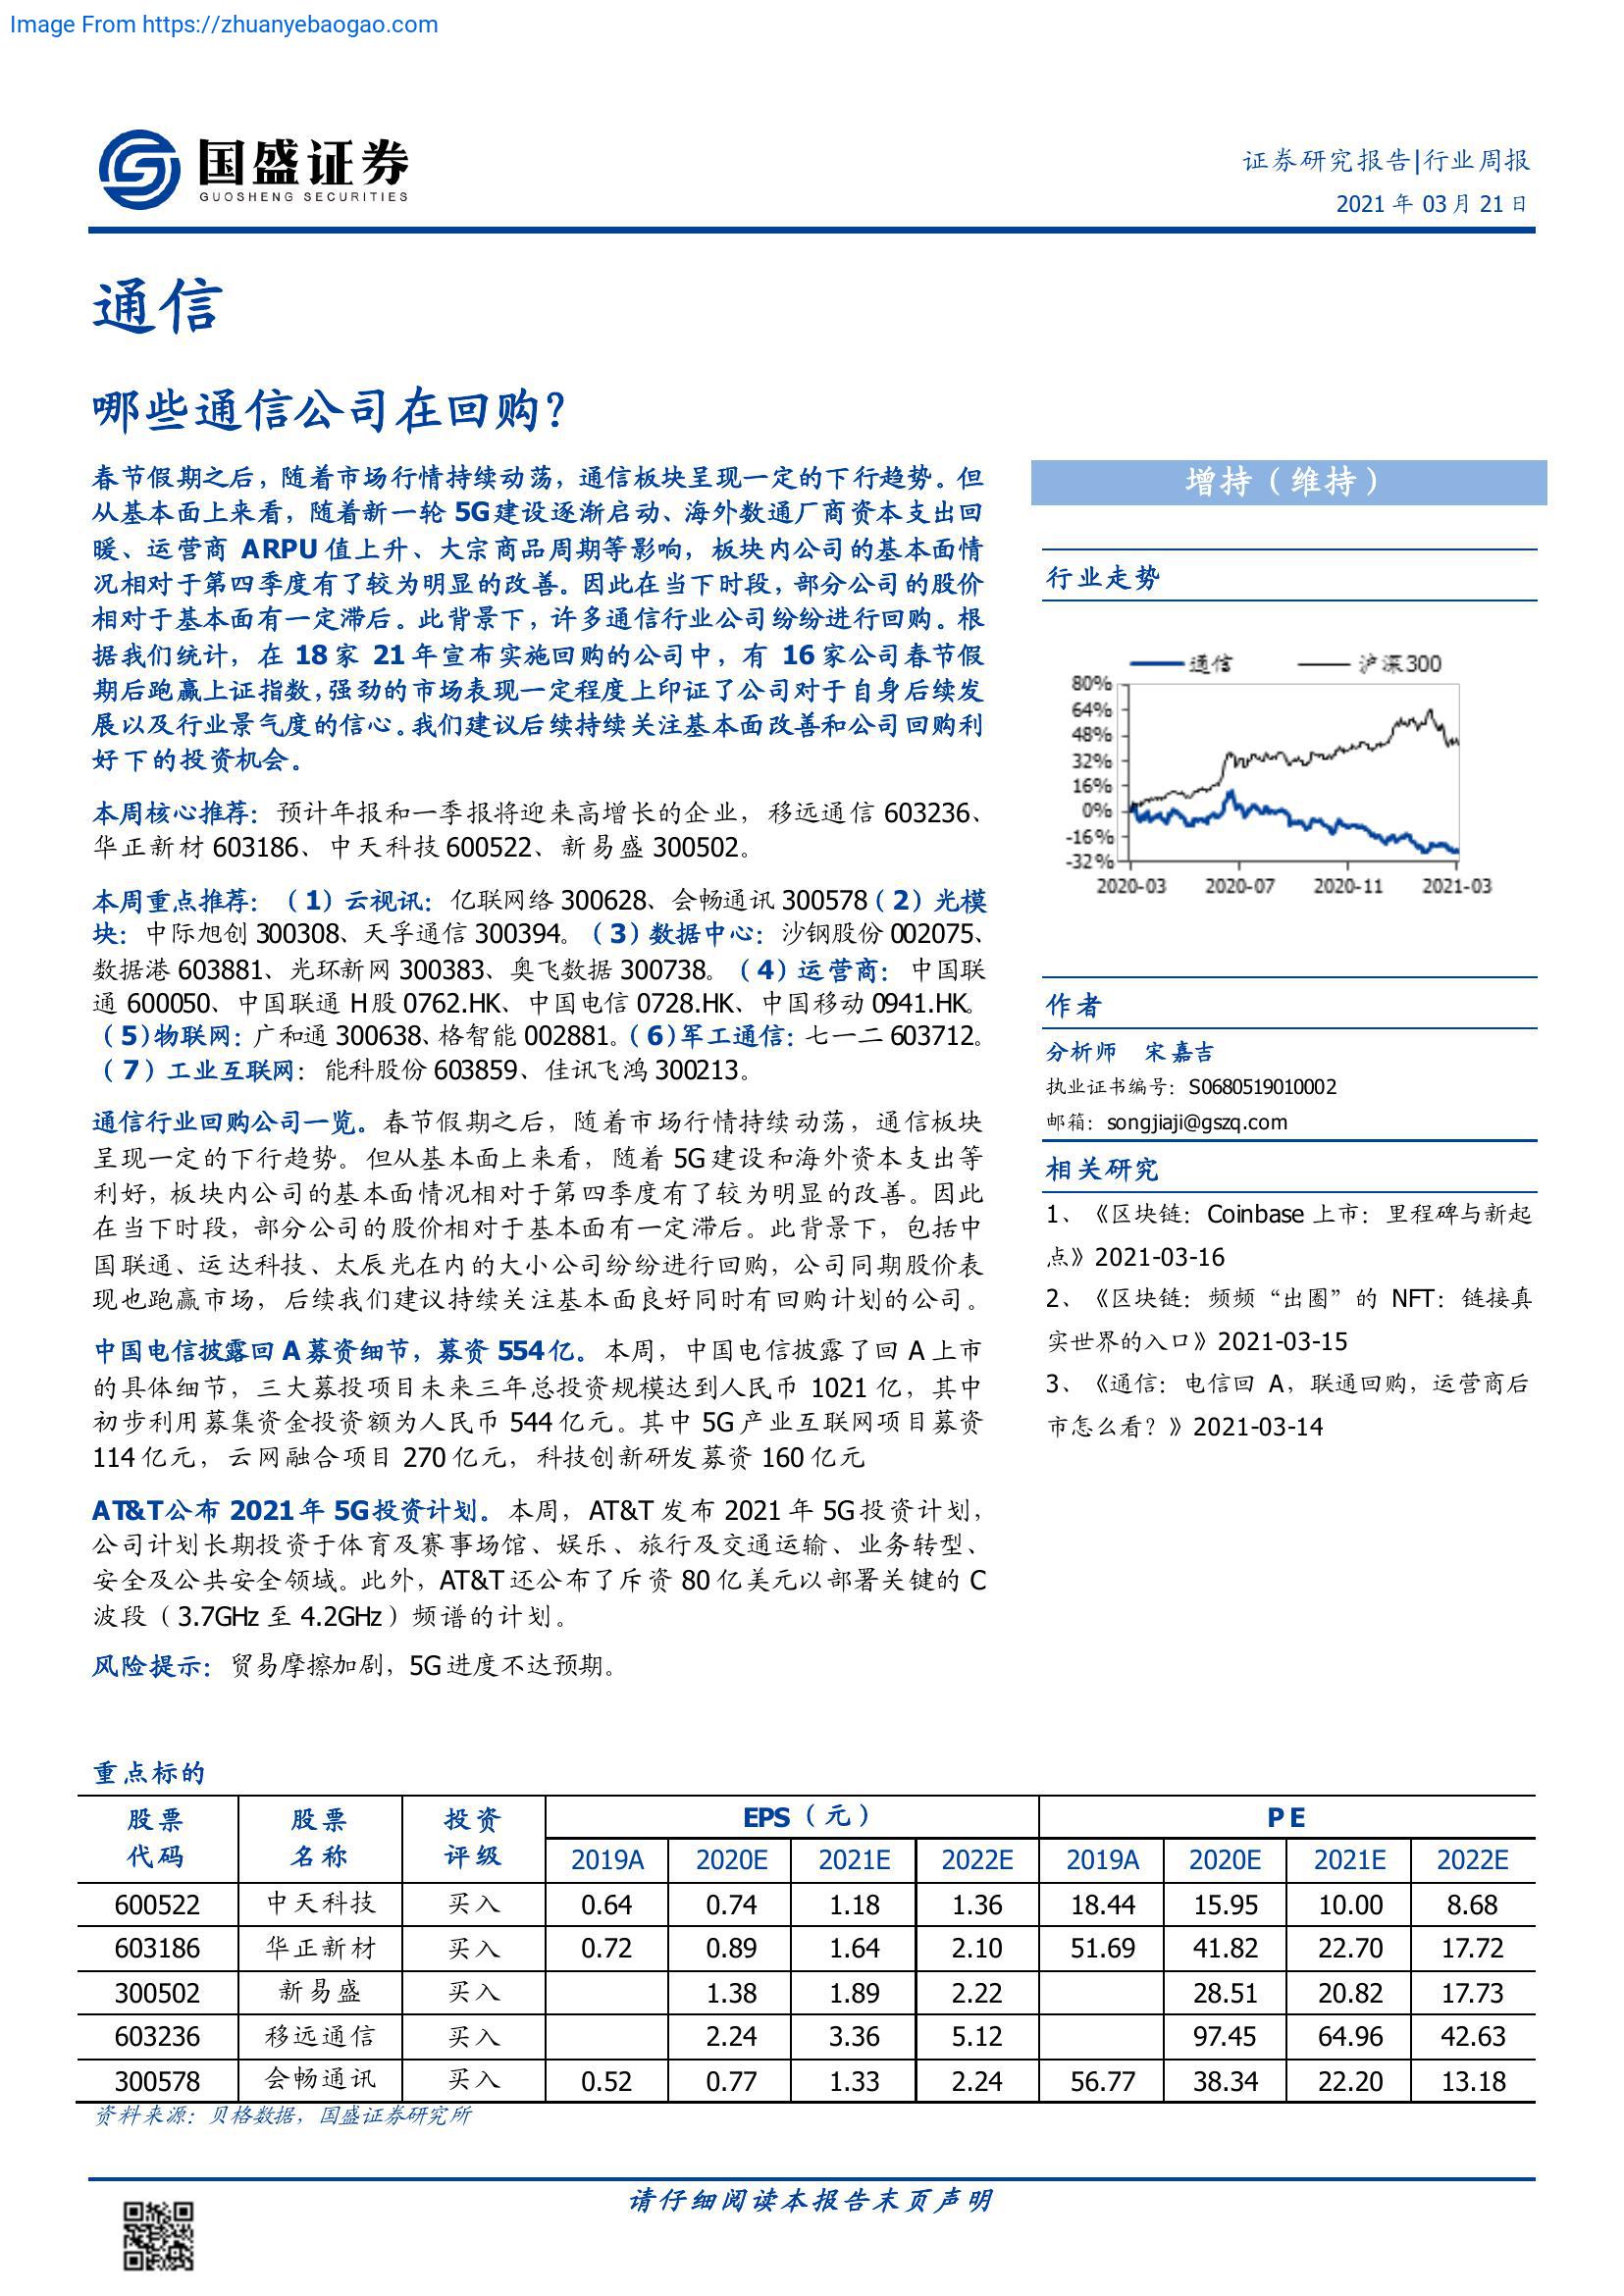 Image From https://zhuanyebaogao.com
国盛证券
GUOSHENG SECURITIES
证券研究报告|行业周报
2021 年 03 月 21 日
通信
哪些通信公司在回购？
春节假期之后，随着市场行情持续动荡，通信板块呈现一定的下行趋势。但
从基本面上来看，随着新一轮 5G 建设逐渐启动、海外数通厂商资本支出回
暖、运营商 ARPU 值上升、大宗商品周期等影响，板块内公司的基本面情
况相对于第四季度有了较为明显的改善。因此在当下时段，部分公司的股价
相对于基本面有一定滞后。此背景下，许多通信行业公司纷纷进行回购。根
据我们统计，在 18 家 21 年宣布实施回购的公司中，有 16 家公司春节假
期后跑赢上证指数，强劲的市场表现一定程度上印证了公司对于自身后续发
展以及行业景气度的信心。我们建议后续持续关注基本面改善和公司回购利
好下的投资机会。
本周核心推荐：预计年报和一季报将迎来高增长的企业，移远通信 603236、
华正新材 603186、中天科技 600522、新易盛 300502。
本周重点推荐：（1）云视讯：亿联网络 300628、会畅通讯 300578（2）光模
块：中际旭创 300308、天孚通信 300394。（3）数据中心：沙钢股份 002075、
数据港 603881、光环新网 300383、奥飞数据 300738。（4）运营商：中国联
通 600050、中国联通 H 股 0762.HK、中国电信 0728.HK、中国移动 0941.HK。
（5）物联网：广和通 300638、格智能 002881。（6）军工通信：七一二 603712。
（7）工业互联网：能科股份 603859、佳讯飞鸿 300213。
通信行业回购公司一览。春节假期之后，随着市场行情持续动荡，通信板块
呈现一定的下行趋势。但从基本面上来看，随着 5G 建设和海外资本支出等
利好，板块内公司的基本面情况相对于第四季度有了较为明显的改善。因此
在当下时段，部分公司的股价相对于基本面有一定滞后。此背景下，包括中
国联通、运达科技、太辰光在内的大小公司纷纷进行回购，公司同期股价表
现也跑赢市场，后续我们建议持续关注基本面良好同时有回购计划的公司。
中国电信披露回 A 募资细节，募资 554 亿。本周，中国电信披露了回 A 上市
的具体细节，三大募投项目未来三年总投资规模达到人民币 1021 亿，其中
初步利用募集资金投资额为人民币 544 亿元。其中 5G 产业互联网项目募资
114 亿元，云网融合项目 270 亿元，科技创新研发募资 160 亿元
AT&T 公布 2021 年 5G 投资计划。本周，AT&T 发布 2021 年 5G 投资计划，
公司计划长期投资于体育及赛事场馆、娱乐、旅行及交通运输、业务转型、
安全及公共安全领域。此外，AT&T 还公布了斥资 80 亿美元以部署关键的 C
波段（3.7GHz 至 4.2GHz）频谱的计划。
风险提示：贸易摩擦加剧，5G 进度不达预期。
增持（维持）
行业走势
通信 沪深300
80%
64%
48%
32%
16%
0%
-16%
-32%
2020-03 2020-07 2020-11 2021-03
作者
分析师 宋嘉吉
执业证书编号：S0680519010002
邮箱：songjiaji@gszq.com
相关研究
1、《区块链：Coinbase 上市：里程碑与新起
点》2021-03-16
2、《区块链：频频“出圈”的 NFT：链接真
实世界的入口》2021-03-15
3、《通信：电信回 A，联通回购，运营商后
市怎么看？》2021-03-14
重点标的
股票 股票 投资 EPS（元） P E
代码 名称 评级 2019A 2020E 2021E 2022E 2019A 2020E 2021E 2022E
600522 中天科技 买入 0.64 0.74 1.18 1.36 18.44 15.95 10.00 8.68
603186 华正新材 买入 0.72 0.89 1.64 2.10 51.69 41.82 22.70 17.72
300502 新易盛 买入 1.38 1.89 2.22 28.51 20.82 17.73
603236 移远通信 买入 2.24 3.36 5.12 97.45 64.96 42.63
300578 会畅通讯 买入 0.52 0.77 1.33 2.24 56.77 38.34 22.20 13.18
资料来源：贝格数据，国盛证券研究所
请仔细阅读本报告末页声明